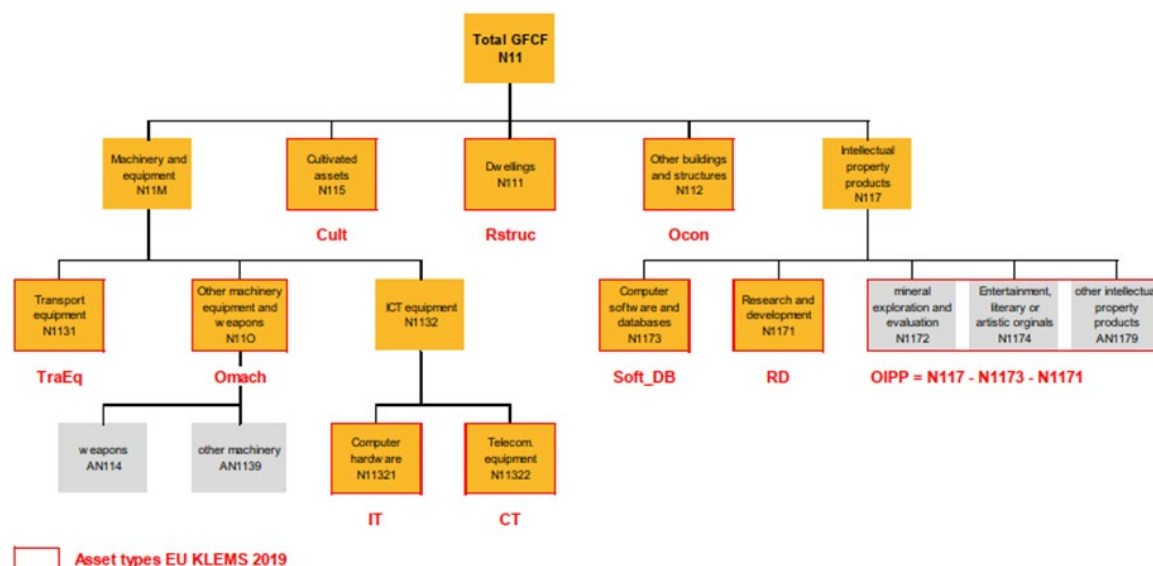 Total GFCF
N11
Machinery and
equipment
N11M
Cultivated
assets
N115
Dwellings
N111
Other buildings
and structures
N112
Intellectual
property
products
N117
Cult
Rstruc
Ocon
Transport
equipment
N1131
Other machinery
equipment and
weapons
N11O
ICT equipment
N1132
Computer
software and
databases
N1173
Research and
development
N1171
mineral
exploration and
evaluation
N1172
Entertainment,
literary or
artistic orginals
N1174
other intellectual
property
products
AN1179
TraEq
Omach
Soft_DB
RD
OIPP = N117 - N1173 - N1171
weapons
AN114
other machinery
AN1139
Computer
hardware
N11321
Telecom.
equipment
N11322
IT
CT
Asset types EU KLEMS 2019